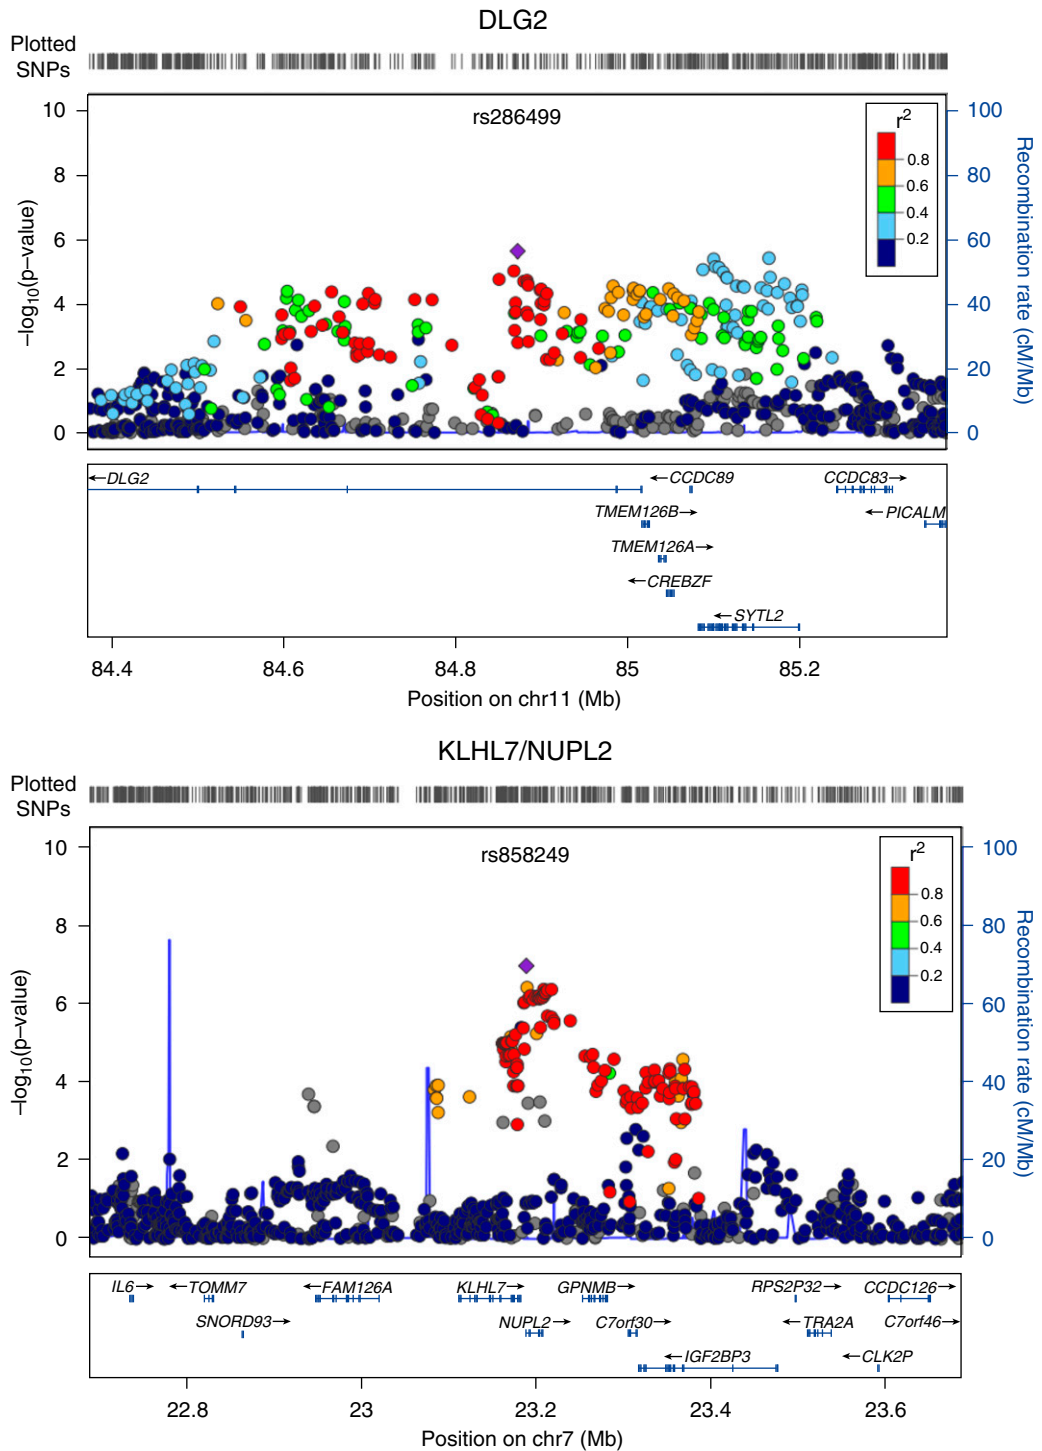 DLG2
Plotted
SNPs
rs286499
10
8
6
4
2
0
−log10(p−value)
r2
0.8
0.6
0.4
0.2
100
80
60
40
20
0
Recombination rate (cM/Mb)
←DLG2
←CCDC89
CCDC83→
TMEM126B→
←PICALM
TMEM126A→
←CREBZF
←SYTL2
84.4 84.6 84.8 85 85.2
Position on chr11 (Mb)
KLHL7/NUPL2
Plotted
SNPs
rs858249
10
8
6
4
2
0
−log10(p−value)
r2
0.8
0.6
0.4
0.2
100
80
60
40
20
0
Recombination rate (cM/Mb)
IL6→ ←TOMM7 ←FAM126A KLHL7→ GPNMB→ RPS2P32→ CCDC126→
SNORD93→ NUPL2→ C7orf30→ ←TRA2A C7orf46→
←IGF2BP3 ←CLK2P
22.8 23 23.2 23.4 23.6
Position on chr7 (Mb)